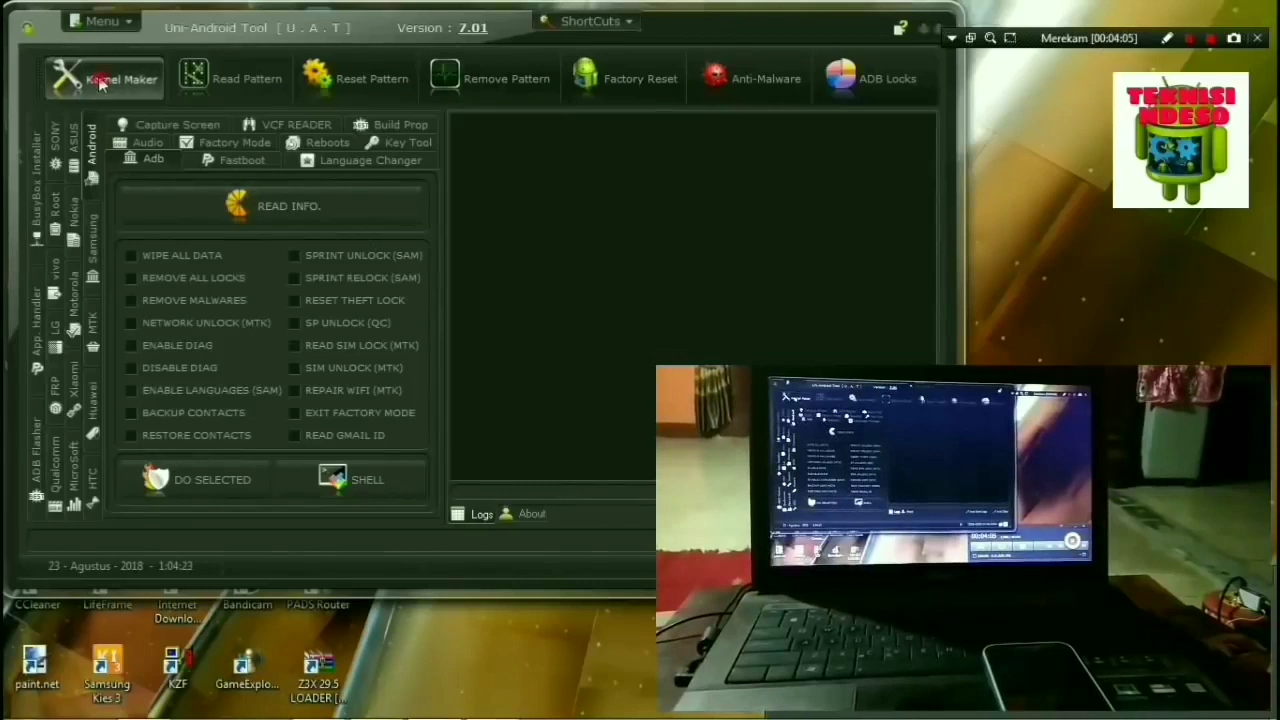 Menu
Uni-Android Tool [ U . A . T ]
Version : 7.01
ShortCuts
Merekam [00:04:05]
Kernel Maker
Read Pattern
Reset Pattern
Remove Pattern
Factory Reset
Anti-Malware
ADB Locks
TEKNISI
NDESO
BusyBox Installer
App. Handler
ADB Flasher
SONY
Root
vivo
LG
FRP
Qualcomm
ASUS
Nokia
Motorola
Xiaomi
MicroSoft
Android
Samsung
MTK
Huawei
HTC
Capture Screen
VCF READER
Build Prop
Audio
Factory Mode
Reboots
Key Tool
Adb
Fastboot
Language Changer
READ INFO.
WIPE ALL DATA
SPRINT UNLOCK (SAM)
REMOVE ALL LOCKS
SPRINT RELOCK (SAM)
REMOVE MALWARES
RESET THEFT LOCK
NETWORK UNLOCK (MTK)
SP UNLOCK (QC)
ENABLE DIAG
READ SIM LOCK (MTK)
DISABLE DIAG
SIM UNLOCK (MTK)
ENABLE LANGUAGES (SAM)
REPAIR WIFI (MTK)
BACKUP CONTACTS
EXIT FACTORY MODE
RESTORE CONTACTS
READ GMAIL ID
DO SELECTED
SHELL
Logs
About
23 - Agustus - 2018 - 1:04:23
CCleaner
LifeFrame
Internet
Downlo...
Bandicam
PADS Router
paint.net
Samsung
Kies 3
KZF
GameExplo...
Z3X 29.5
LOADER [...
00:04:05